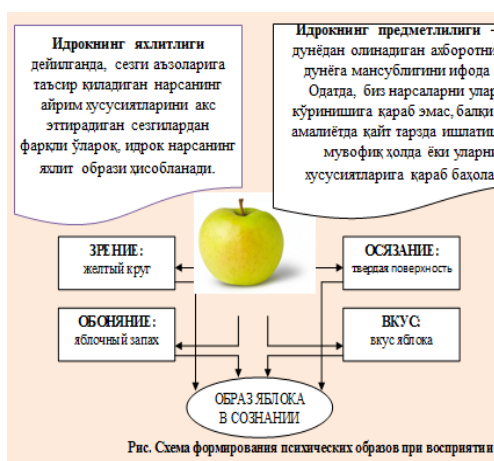 Идрокнинг яхлитлиги
дейилганда, сезги аъзоларига
таъсир қиладиган нарсанинг
айрим хусусиятларини акс
эттирадиган сезгилардан
фарқли ўлароқ, идрок нарсанинг
яхлит образи ҳисобланади.
Идрокнинг предметлилиги –
дунёдан олинадиган ахборотни
дунёга мансублигини ифода
Одатда, биз нарсаларни улар
кўринишига қараб эмас, балки
амалиётда қайт тарзда ишлатиш
мувофиқ ҳолда ёки уларни
хусусиятларига қараб баҳола
ЗРЕНИЕ:
желтый круг
ОСЯЗАНИЕ:
твердая поверхность
ОБОНЯНИЕ:
яблочный запах
ВКУС:
вкус яблока
ОБРАЗ ЯБЛОКА
В СОЗНАНИИ
Рис. Схема формирования психических образов при восприятии